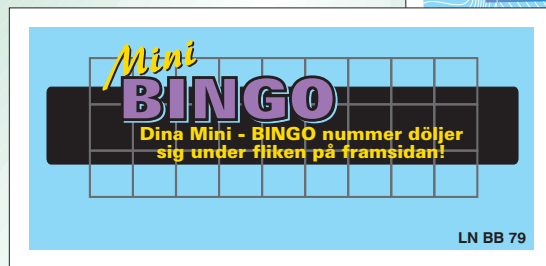 Mini
BINGO
Dina Mini - BINGO nummer döljer
sig under fliken på framsidan!
LN BB 79